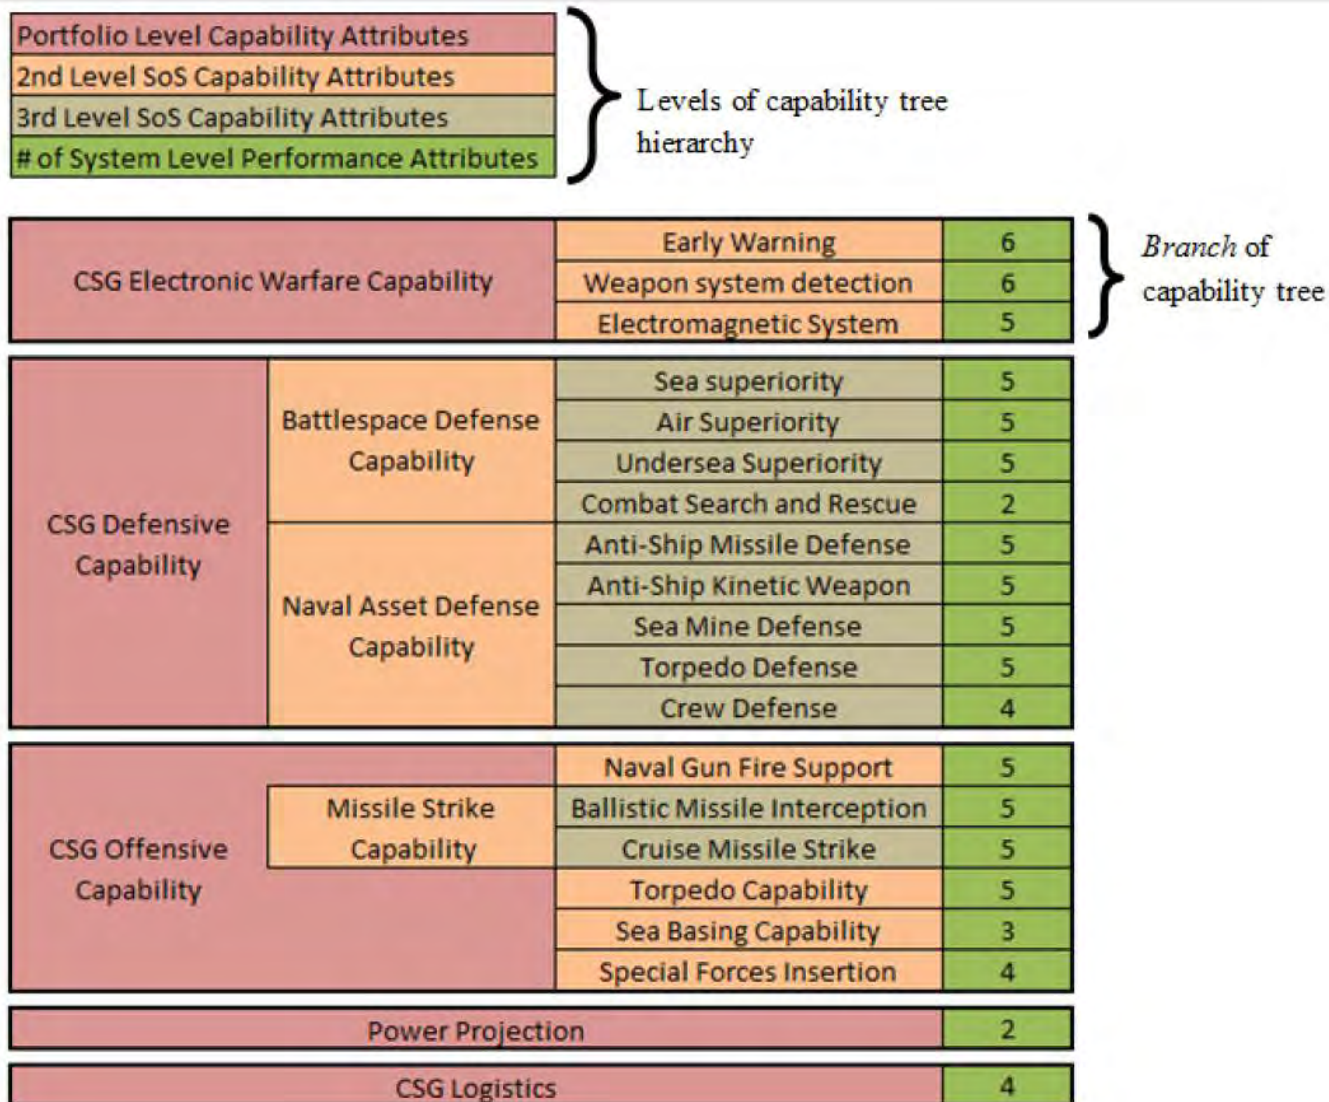 Portfolio Level Capability Attributes
2nd Level SoS Capability Attributes
3rd Level SoS Capability Attributes
# of System Level Performance Attributes
Levels of capability tree
hierarchy
CSG Electronic Warfare Capability
Early Warning 6
Weapon system detection 6
Electromagnetic System 5
Branch of
capability tree
CSG Defensive
Capability
Battlespace Defense
Capability
Sea superiority 5
Air Superiority 5
Undersea Superiority 5
Combat Search and Rescue 2
Naval Asset Defense
Capability
Anti-Ship Missile Defense 5
Anti-Ship Kinetic Weapon 5
Sea Mine Defense 5
Torpedo Defense 5
Crew Defense 4
CSG Offensive
Capability
Naval Gun Fire Support 5
Missile Strike
Capability
Ballistic Missile Interception 5
Cruise Missile Strike 5
Torpedo Capability 5
Sea Basing Capability 3
Special Forces Insertion 4
Power Projection 2
CSG Logistics 4